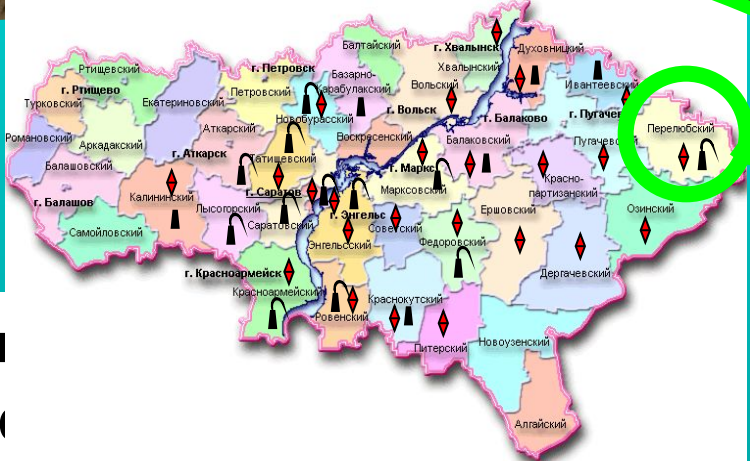 Балтайский
г. Хвалынск
Духовницкий
Ртищевский
г. Петровск
Базарно-
Карабулакский
Хвальнский
Ивантеевский
г. Ртищево
Петровский
Вольский
Турковский
Екатериновский
Новобурасский
г. Вольск
г. Балаково
г. Пугачев
Перелюбский
Аркадакский
Аткарский
Воскресенский
Романовский
Балаковский
Пугачевский
г. Аткарск
Татищевский
г. Маркс
Балашовский
Красно-
партизанский
г. Саратов
Марксовский
Калининский
г. Балашов
Лысогорский
Саратовский
г. Энгельс
Ершовский
Озинский
Самойловский
Советский
Энгельсский
Федоровский
Дергачевский
г. Красноармейск
Красноармейский
Краснокутский
Ровенский
Питерский
Новоузенский
Алгайский